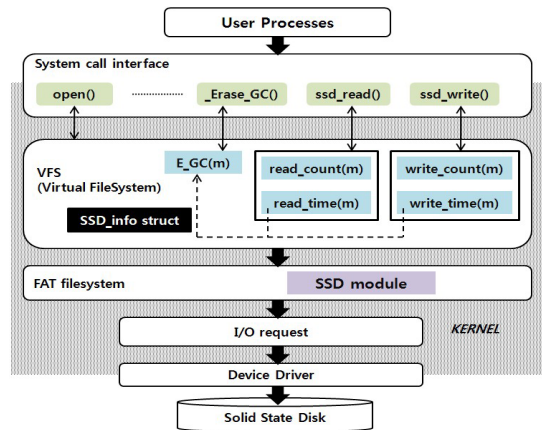 User Processes
System call interface
open() ················ _Erase_GC() ssd_read() ssd_write()
VFS
(Virtual FileSystem)
E_GC(m)
read_count(m)
write_count(m)
read_time(m)
write_time(m)
SSD_info struct
FAT filesystem
SSD module
I/O request
KERNEL
Device Driver
Solid State Disk